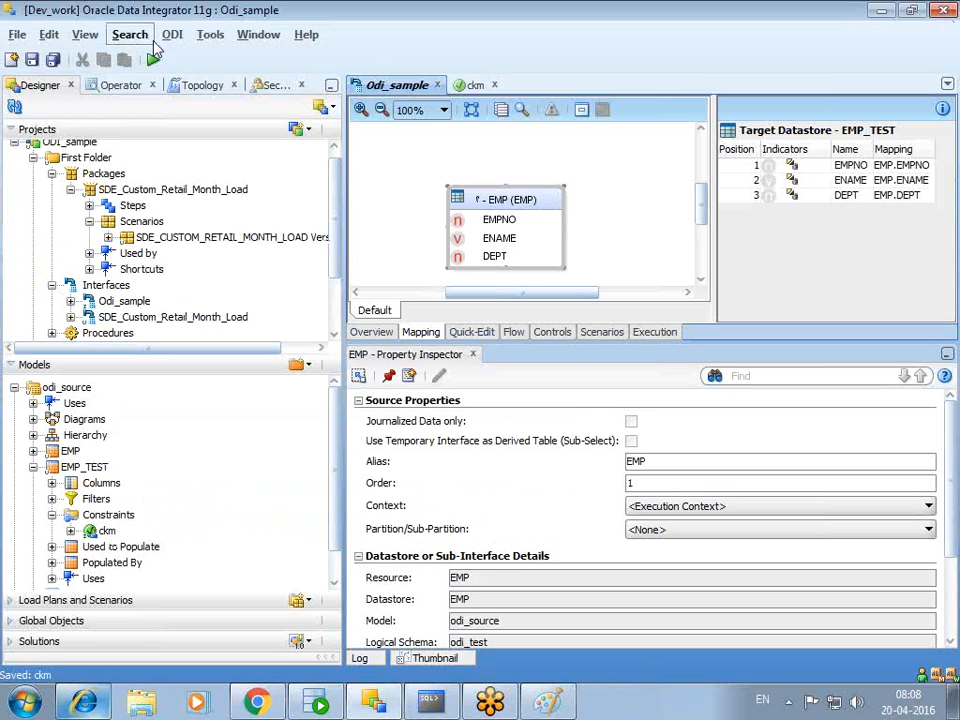 [Dev_work] Oracle Data Integrator 11g : Odi_sample
File Edit View Search ODI Tools Window Help
Designer Operator Topology Sec...
Odi_sample ckm
100%
Projects
ODI_sample
First Folder
Packages
SDE_Custom_Retail_Month_Load
Steps
Scenarios
SDE_CUSTOM_RETAIL_MONTH_LOAD Vers
Used by
Shortcuts
Interfaces
Odi_sample
SDE_Custom_Retail_Month_Load
Procedures
EMP (EMP)
n EMPNO
v ENAME
n DEPT
Default
Target Datastore - EMP_TEST
Position Indicators Name Mapping
1 n EMPNO EMP.EMPNO
2 v ENAME EMP.ENAME
3 n DEPT EMP.DEPT
Overview Mapping Quick-Edit Flow Controls Scenarios Execution
Models
odi_source
Uses
Diagrams
Hierarchy
EMP
EMP_TEST
Columns
Filters
Constraints
ckm
Used to Populate
Populated By
Uses
Load Plans and Scenarios
Global Objects
Solutions
1.0
EMP - Property Inspector
Find
Source Properties
Journalized Data only:
Use Temporary Interface as Derived Table (Sub-Select):
Alias: EMP
Order: 1
Context: <Execution Context>
Partition/Sub-Partition: <None>
Datastore or Sub-Interface Details
Resource: EMP
Datastore: EMP
Model: odi_source
Logical Schema: odi_test
Log Thumbnail
Saved: ckm
SQL>
EN
08:08
20-04-2016